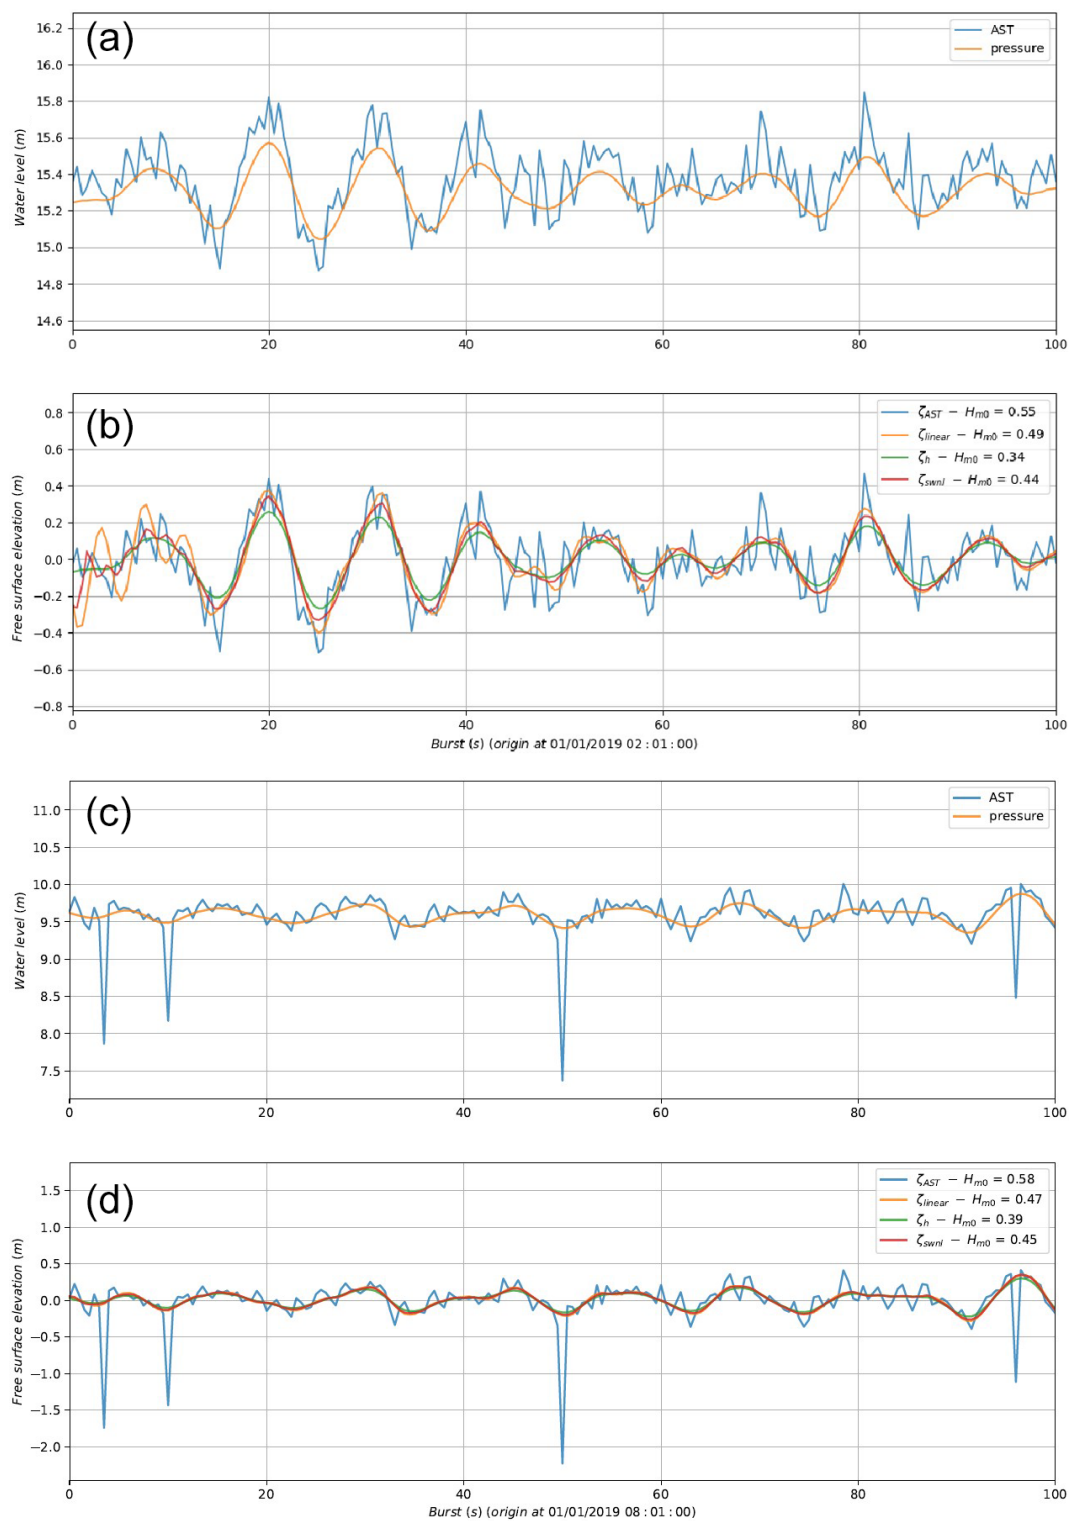 (a)
AST
pressure
Water level (m)
16.2
16.0
15.8
15.6
15.4
15.2
15.0
14.8
14.6
0 20 40 60 80 100
(b)
ζAST − Hm0 = 0.55
ζlinear − Hm0 = 0.49
ζh − Hm0 = 0.34
ζswnl − Hm0 = 0.44
Free surface elevation (m)
0.8
0.6
0.4
0.2
0.0
−0.2
−0.4
−0.6
−0.8
0 20 40 60 80 100
Burst (s) (origin at 01/01/2019 02 : 01 : 00)
(c)
AST
pressure
Water level (m)
11.0
10.5
10.0
9.5
9.0
8.5
8.0
7.5
0 20 40 60 80 100
(d)
ζAST − Hm0 = 0.58
ζlinear − Hm0 = 0.47
ζh − Hm0 = 0.39
ζswnl − Hm0 = 0.45
Free surface elevation (m)
1.5
1.0
0.5
0.0
−0.5
−1.0
−1.5
−2.0
0 20 40 60 80 100
Burst (s) (origin at 01/01/2019 08 : 01 : 00)